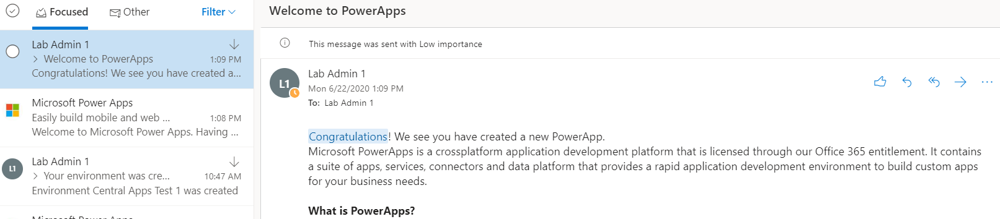 Focused
Other
Filter
Lab Admin 1
Welcome to PowerApps
1:09 PM
Congratulations! We see you have created a...
Microsoft Power Apps
Easily build mobile and web ...
1:08 PM
Welcome to Microsoft Power Apps. Having ...
L1
Lab Admin 1
Your environment was cre...
10:47 AM
Environment Central Apps Test 1 was created
Microsoft Power Apps
Welcome to PowerApps
This message was sent with Low importance
L1
Lab Admin 1
Mon 6/22/2020 1:09 PM
To: Lab Admin 1
Congratulations! We see you have created a new PowerApp.
Microsoft PowerApps is a crossplatform application development platform that is licensed through our Office 365 entitlement. It contains
a suite of apps, services, connectors and data platform that provides a rapid application development environment to build custom apps
for your business needs.
What is PowerApps?